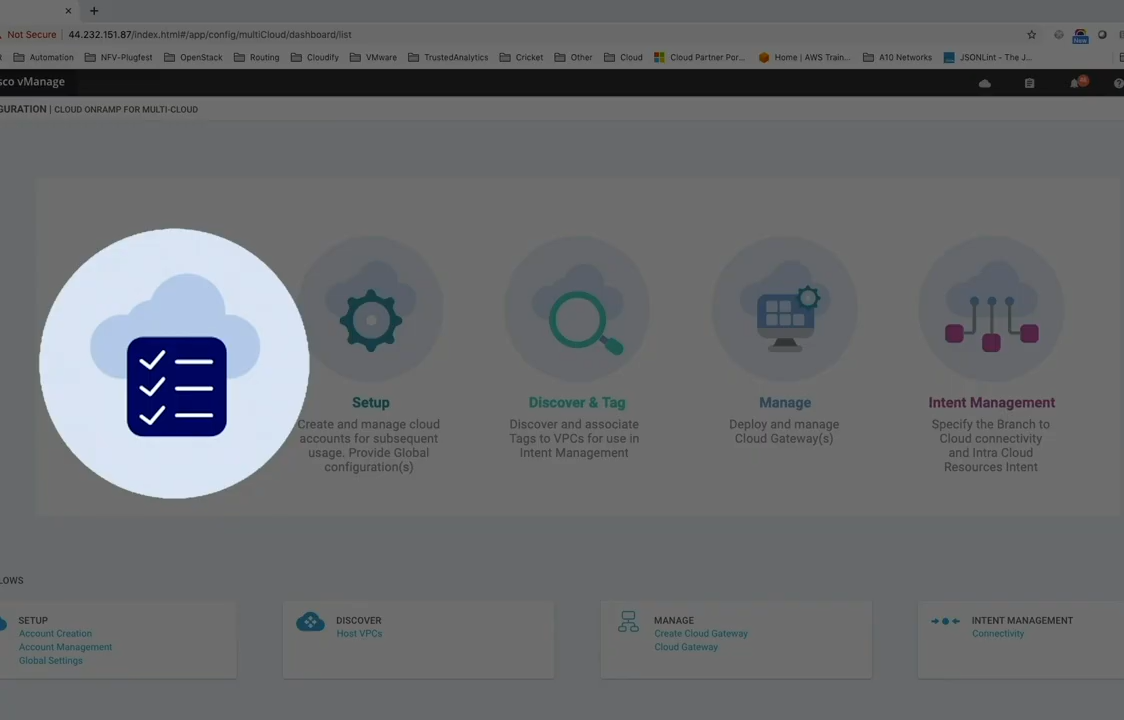 Not Secure 44.232.151.87/index.html#/app/config/multiCloud/dashboard/list
Automation NFV-Plugfest OpenStack Routing Cloudify VMware TrustedAnalytics Cricket Other Cloud Cloud Partner Por... Home | AWS Train... A10 Networks JSONLint - The J...
sco vManage
GURATION | CLOUD ONRAMP FOR MULTI-CLOUD
Setup
Create and manage cloud
accounts for subsequent
usage. Provide Global
configuration(s)
Discover & Tag
Discover and associate
Tags to VPCs for use in
Intent Management
Manage
Deploy and manage
Cloud Gateway(s)
Intent Management
Specify the Branch to
Cloud connectivity
and Intra Cloud
Resources Intent
LOWS
SETUP
Account Creation
Account Management
Global Settings
DISCOVER
Host VPCs
MANAGE
Create Cloud Gateway
Cloud Gateway
INTENT MANAGEMENT
Connectivity